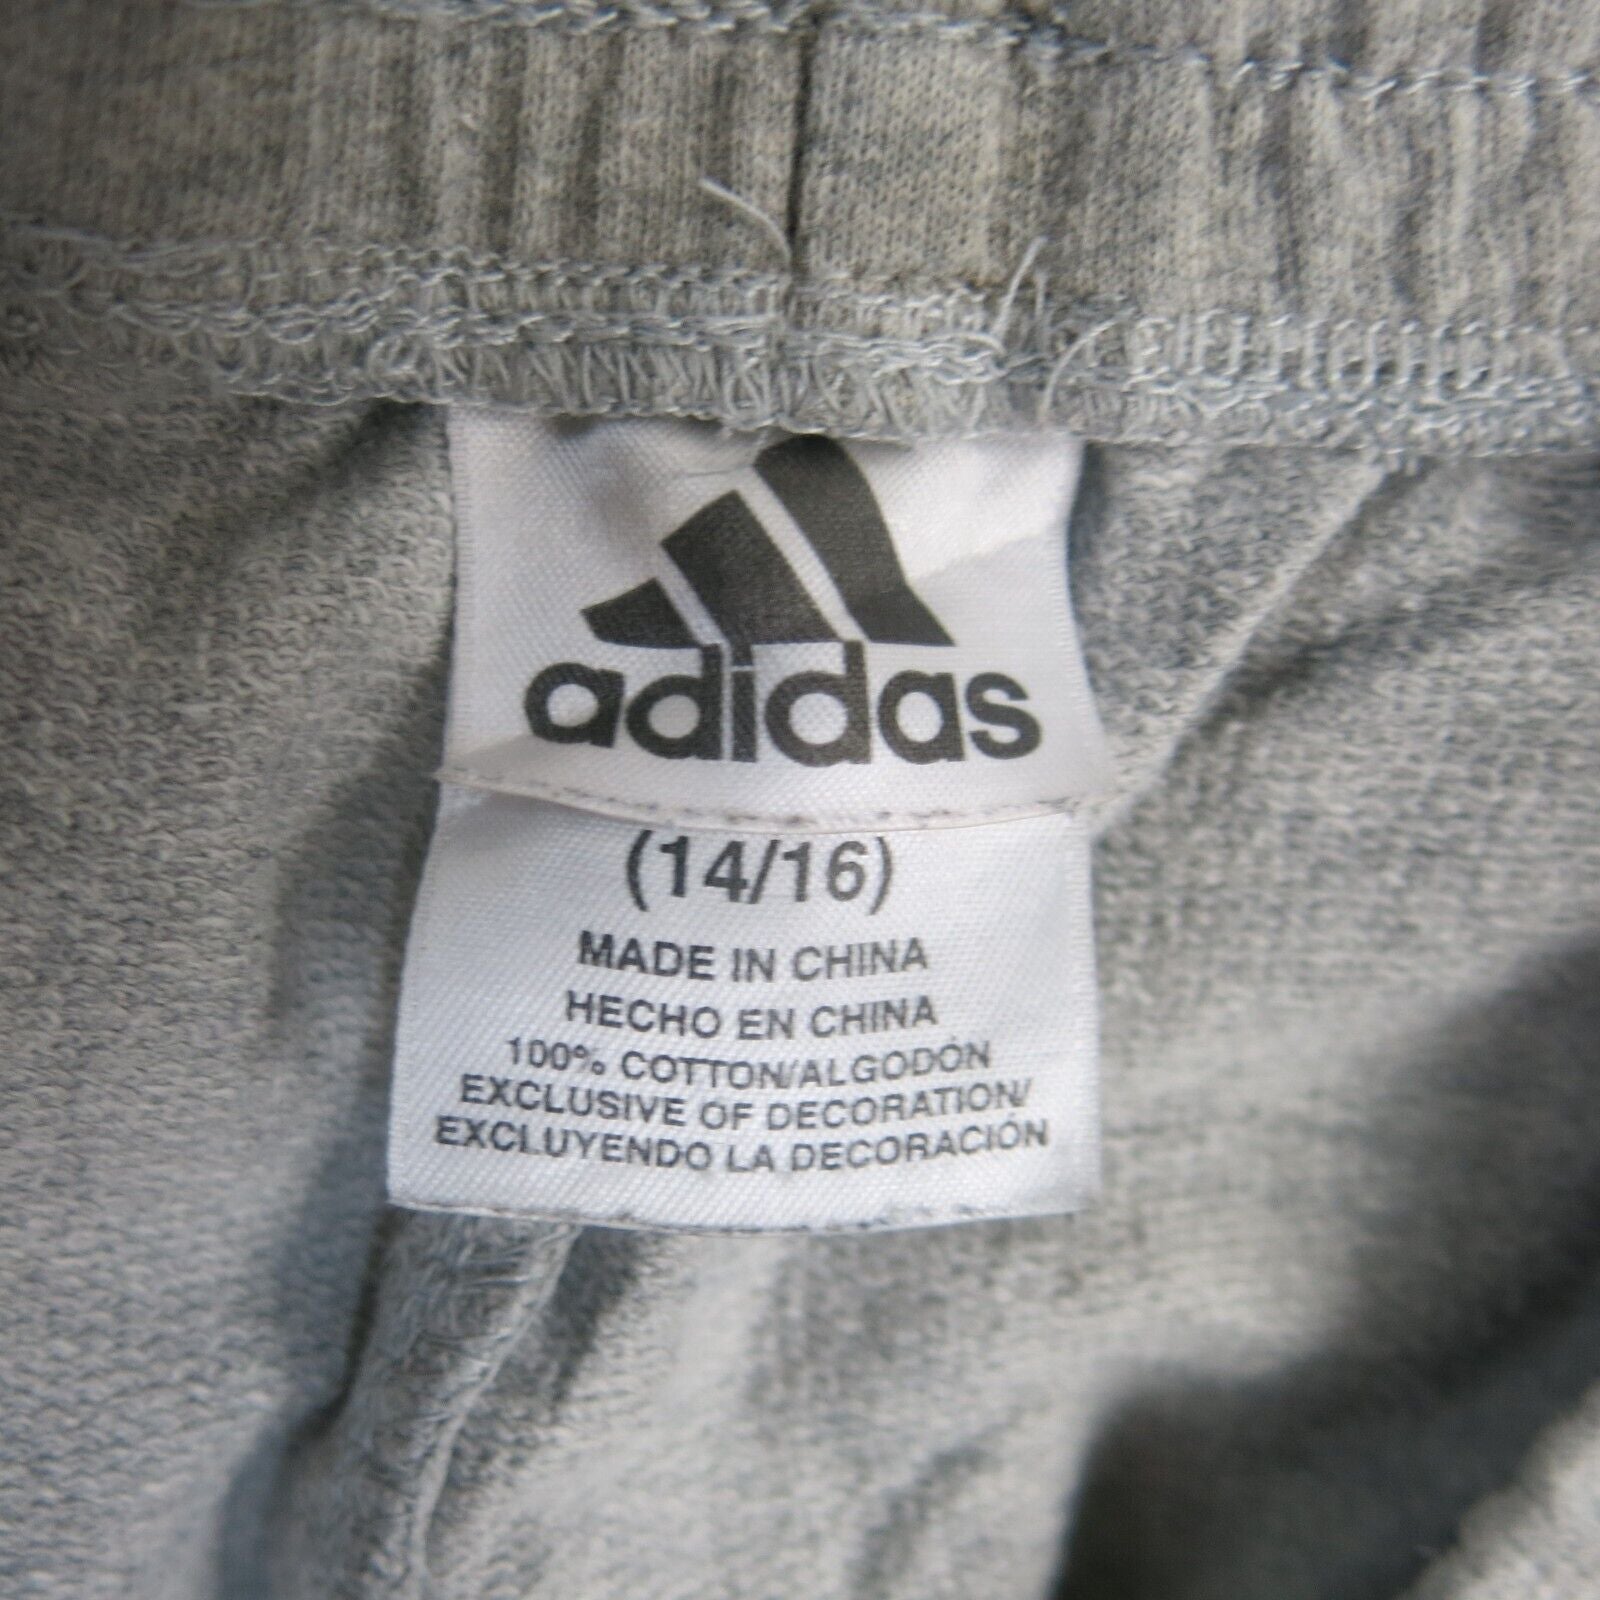 adidas
(14/16)
MADE IN CHINA
HECHO EN CHINA
100% COTTON/ALGODÓN
EXCLUSIVE OF DECORATION/
EXCLUYENDO LA DECORACIÓN